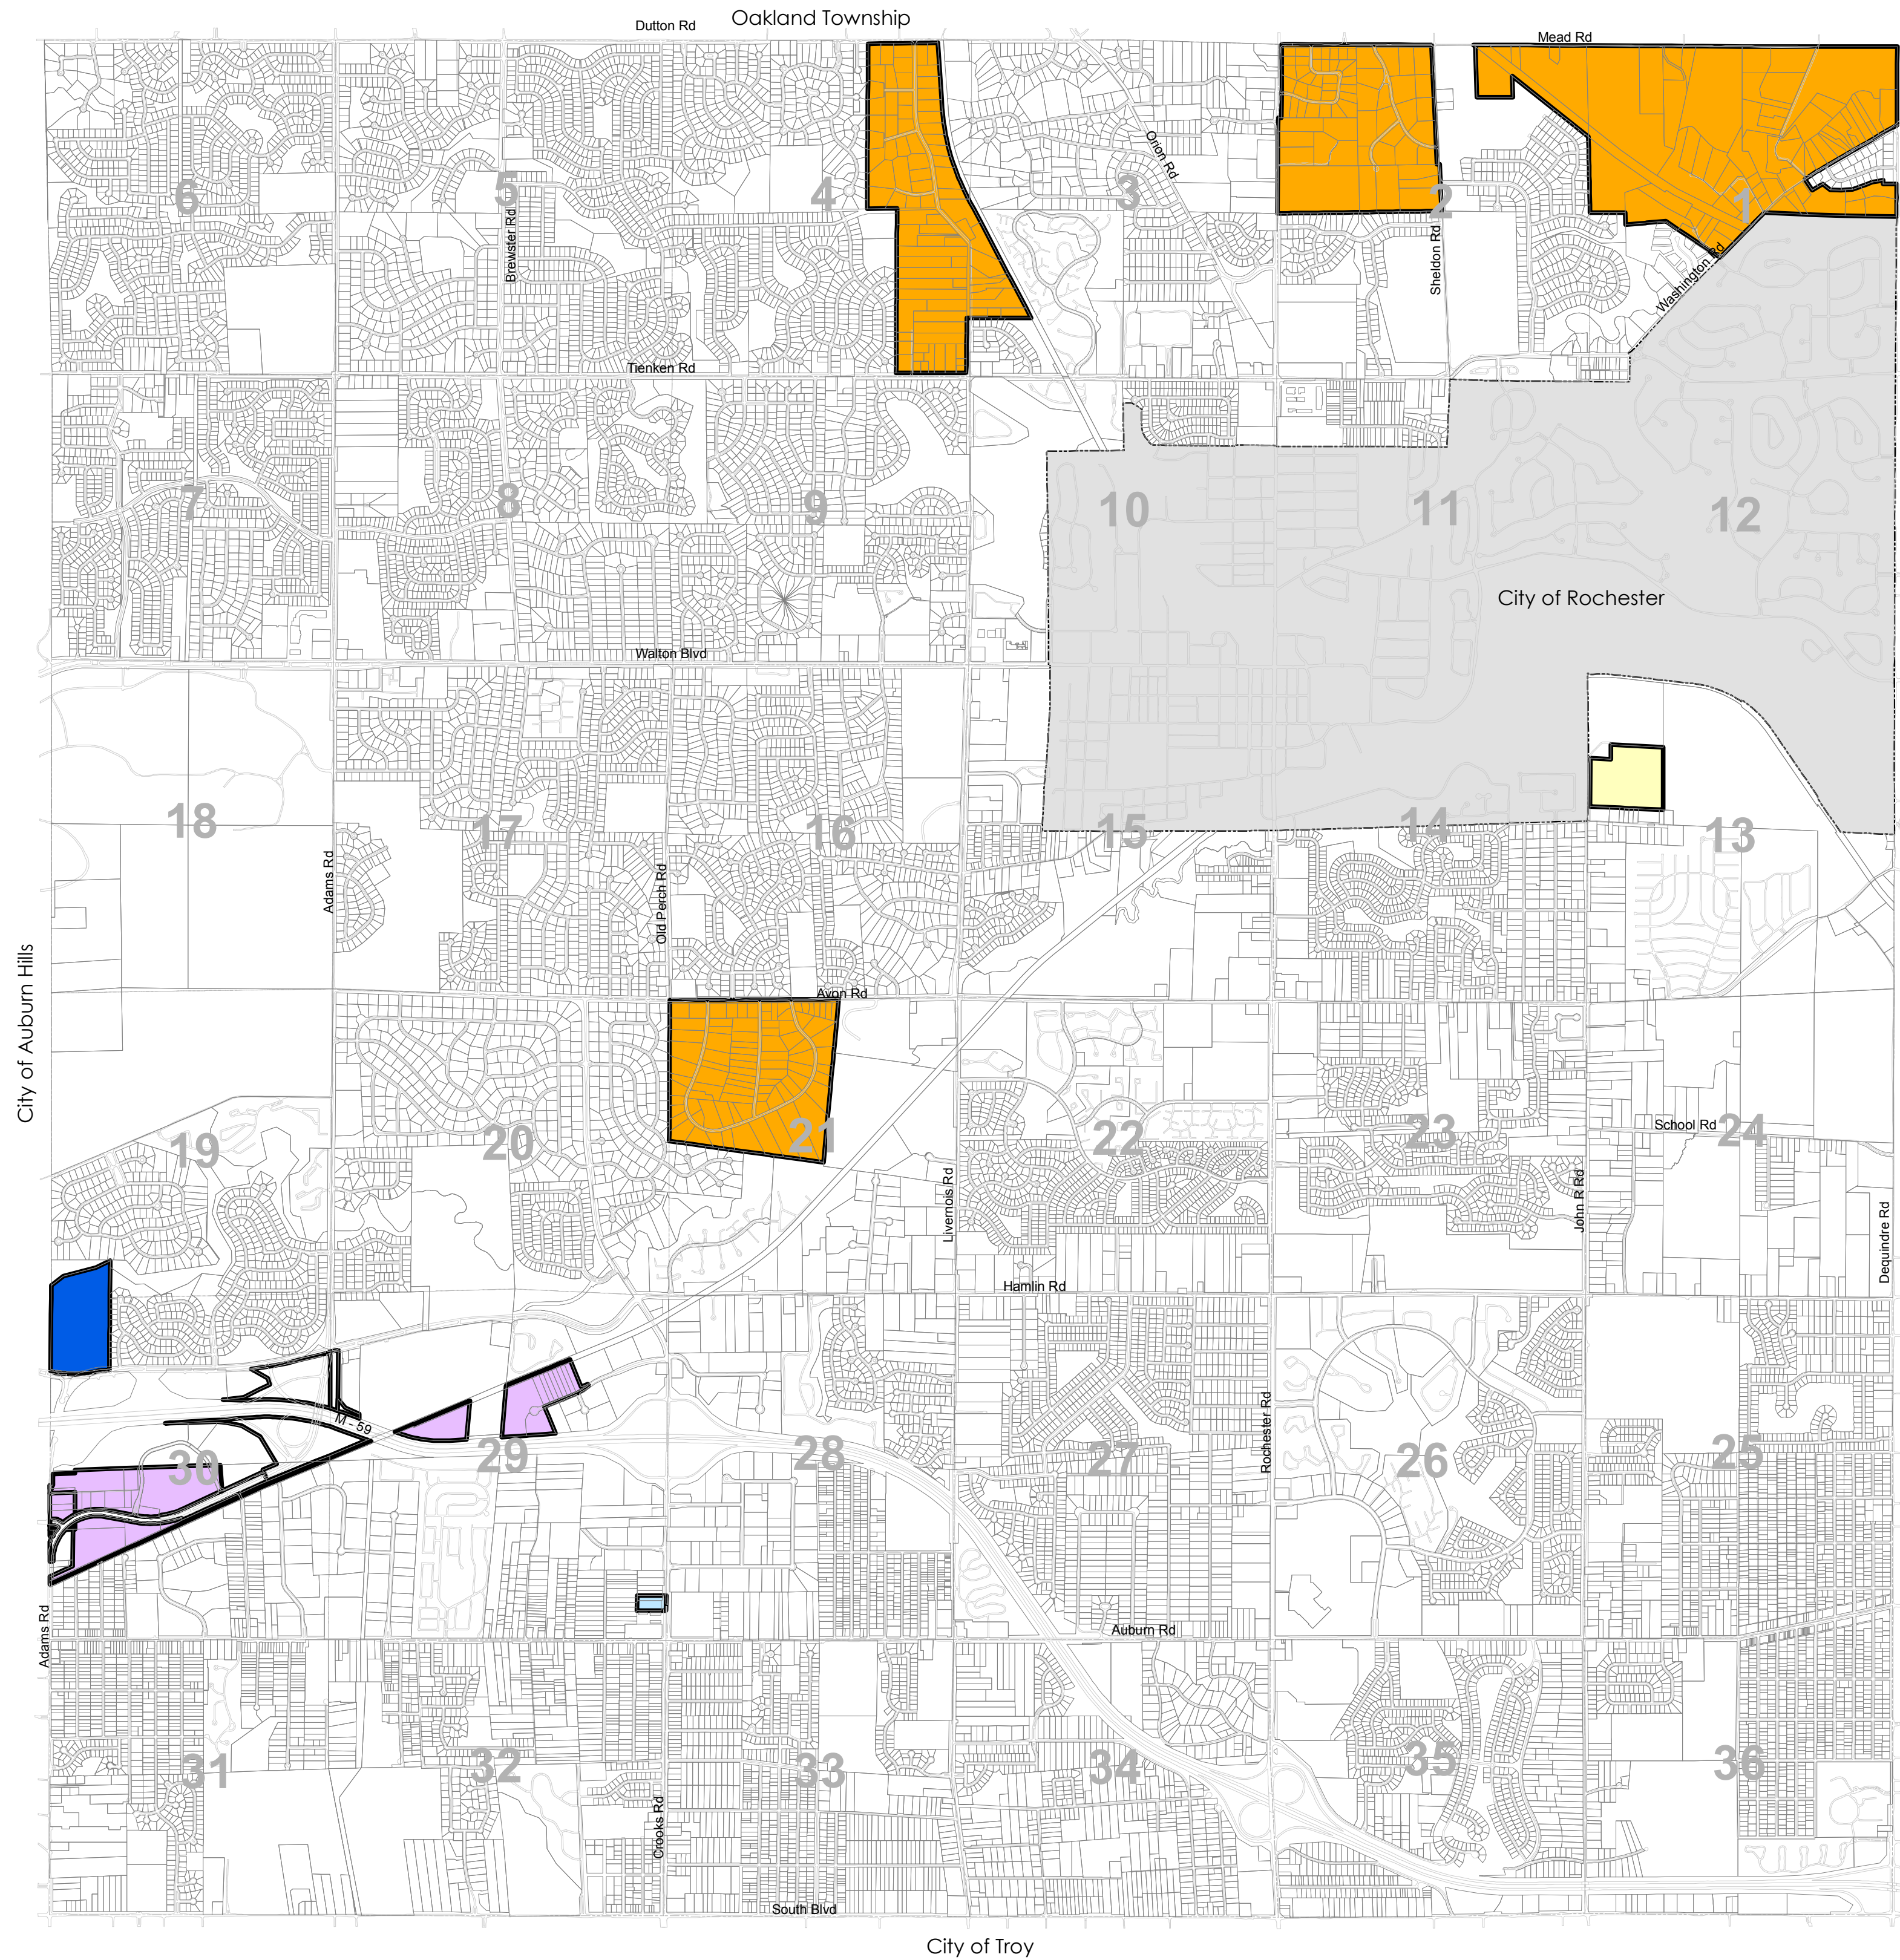 Oakland Township
Dutton Rd
Mead Rd
Orion Rd
6
5
4
3
2
1
Brewster Rd
Sheldon Rd
Washington Rd
Tienken Rd
7
8
9
10
11
12
City of Rochester
Walton Blvd
18
17
16
15
14
13
Adams Rd
Old Perch Rd
Avon Rd
City of Auburn Hills
19
20
21
22
23
24
School Rd
Livernois Rd
John R Rd
Dequindre Rd
Hamlin Rd
M - 59
30
29
28
27
26
25
Rochester Rd
Adams Rd
Auburn Rd
31
32
33
34
35
36
Crooks Rd
South Blvd
City of Troy